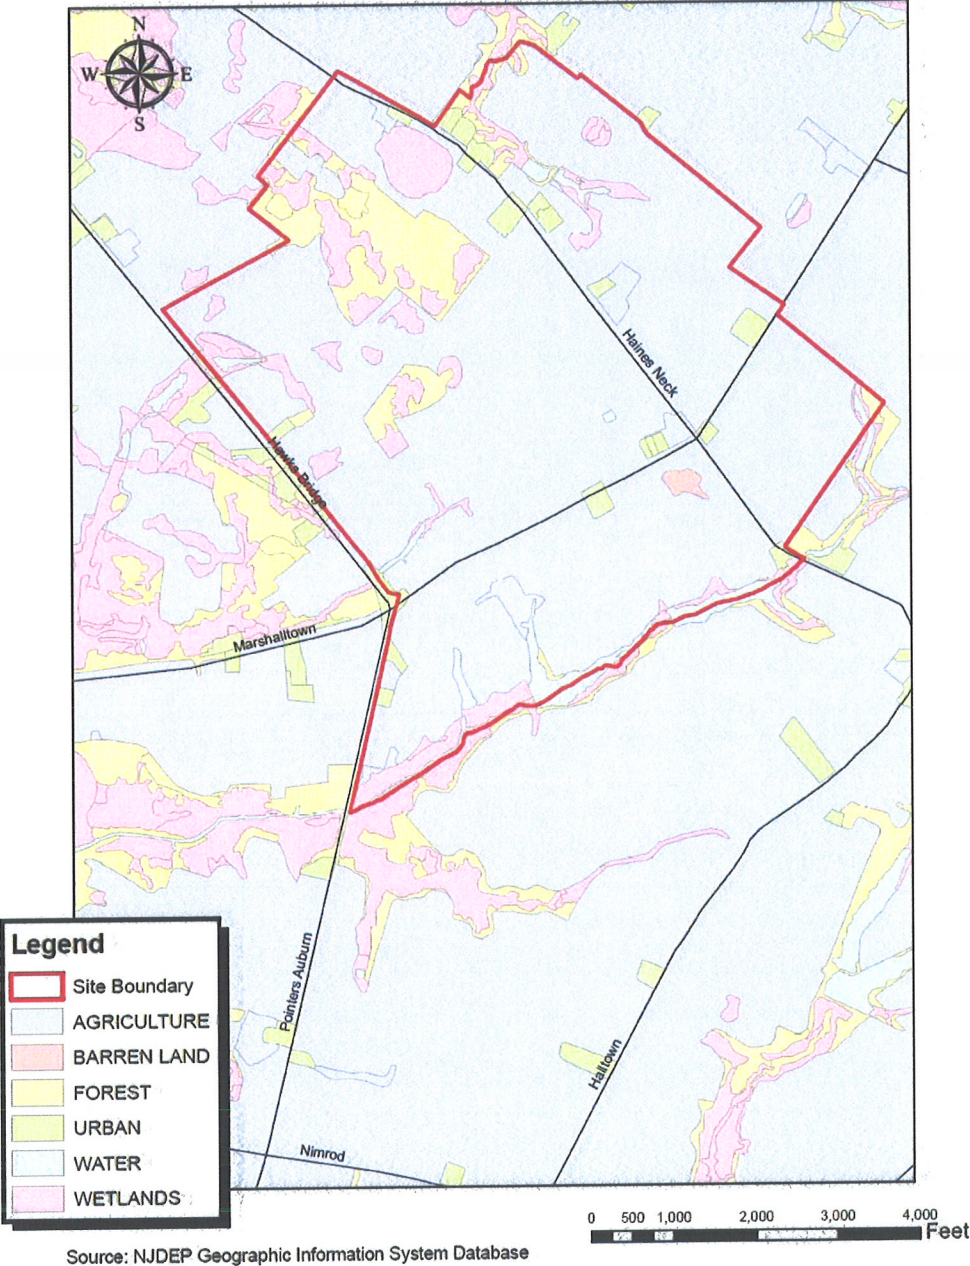 N
W E
S
Haines Neck
Hawks Bridge
Marshalltown
Pointers Auburn
Halltown
Nimrod
Legend
Site Boundary
AGRICULTURE
BARREN LAND
FOREST
URBAN
WATER
WETLANDS
0 500 1,000 2,000 3,000 4,000
Feet
Source: NJDEP Geographic Information System Database